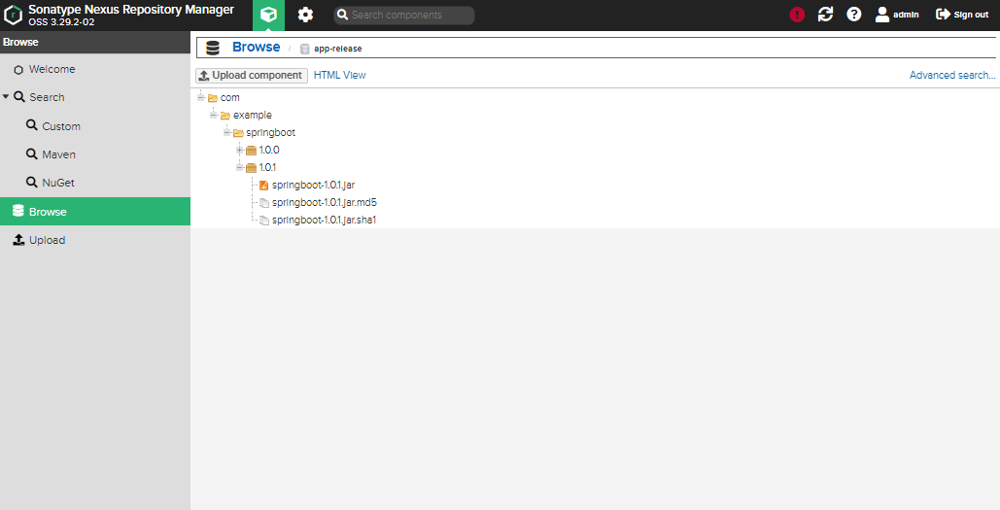 Sonatype Nexus Repository Manager
OSS 3.29.2-02
Search components
admin
Sign out
Browse
Welcome
Search
Custom
Maven
NuGet
Browse
Upload
Browse / app-release
Upload component HTML View Advanced search...
com
example
springboot
1.0.0
1.0.1
springboot-1.0.1.jar
springboot-1.0.1.jar.md5
springboot-1.0.1.jar.sha1